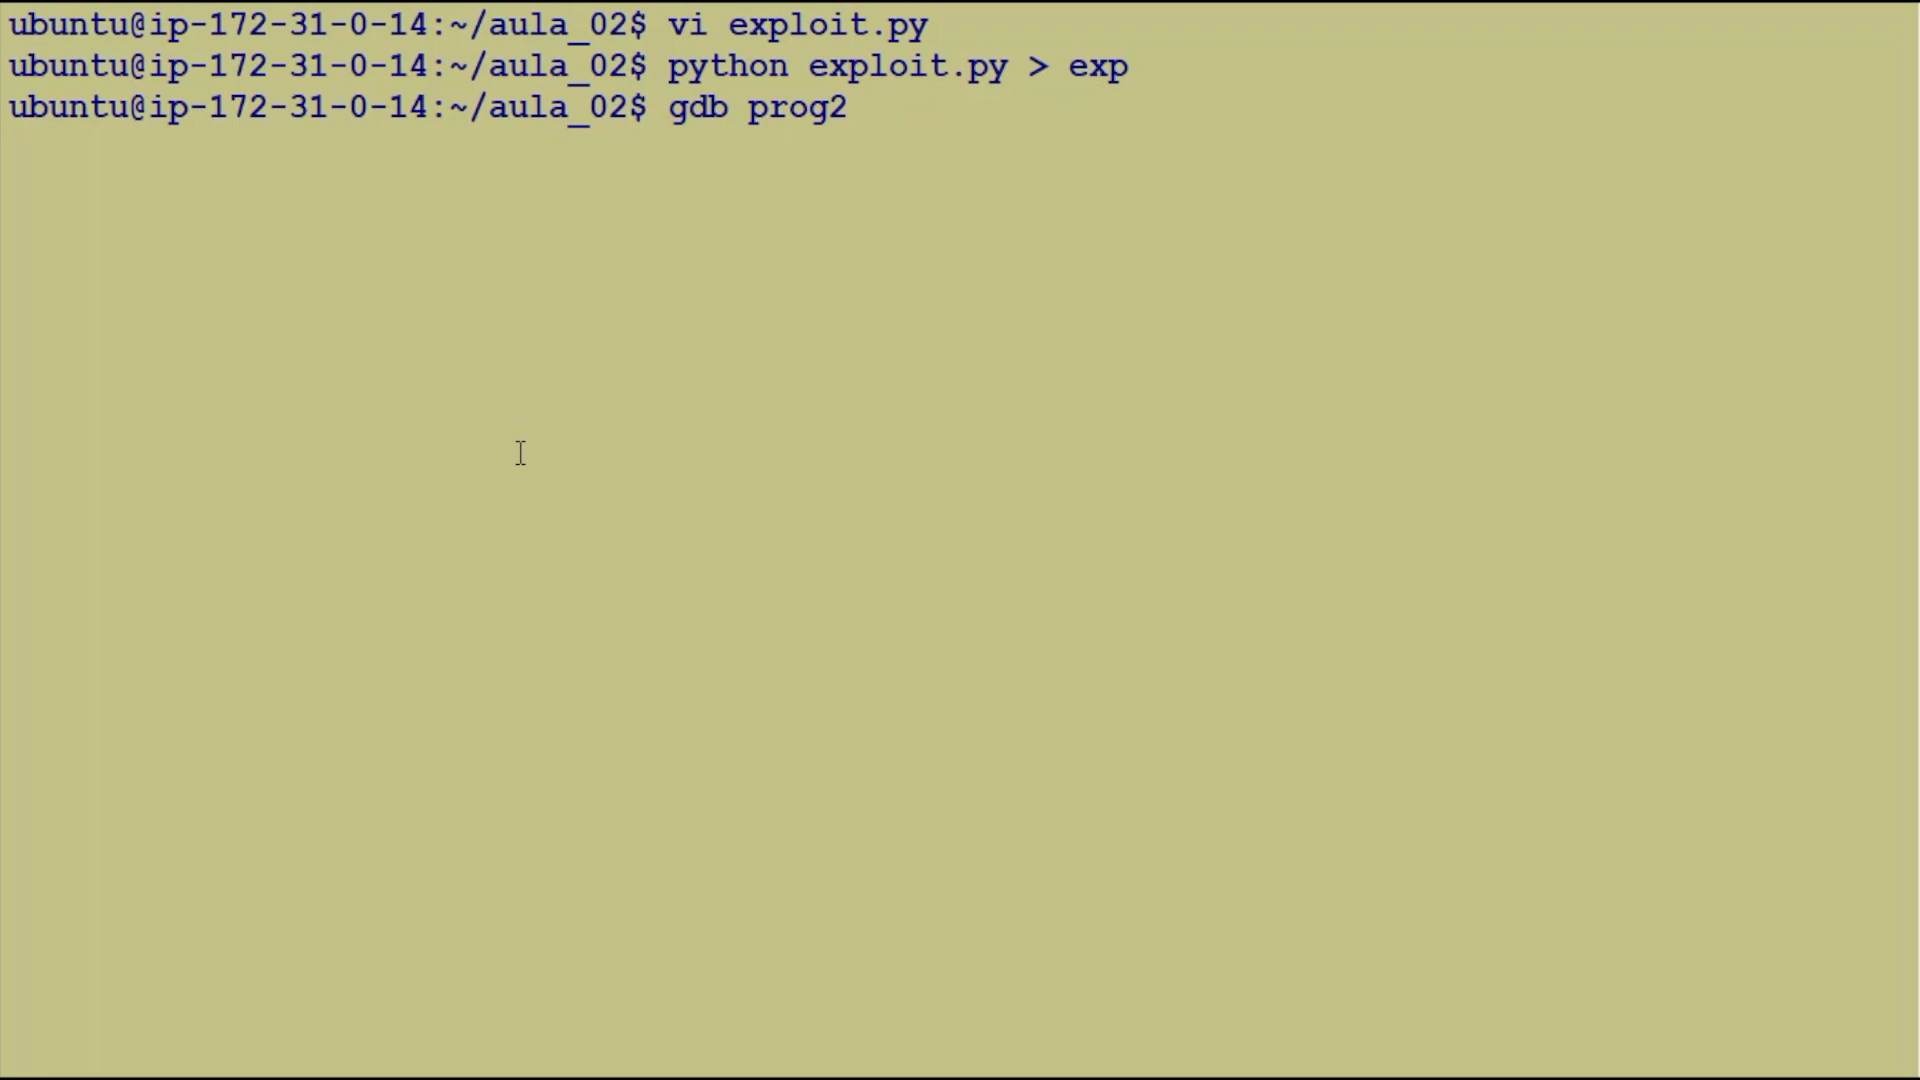 ubuntu@ip-172-31-0-14:~/aula_02$ vi exploit.py
ubuntu@ip-172-31-0-14:~/aula_02$ python exploit.py > exp
ubuntu@ip-172-31-0-14:~/aula_02$ gdb prog2